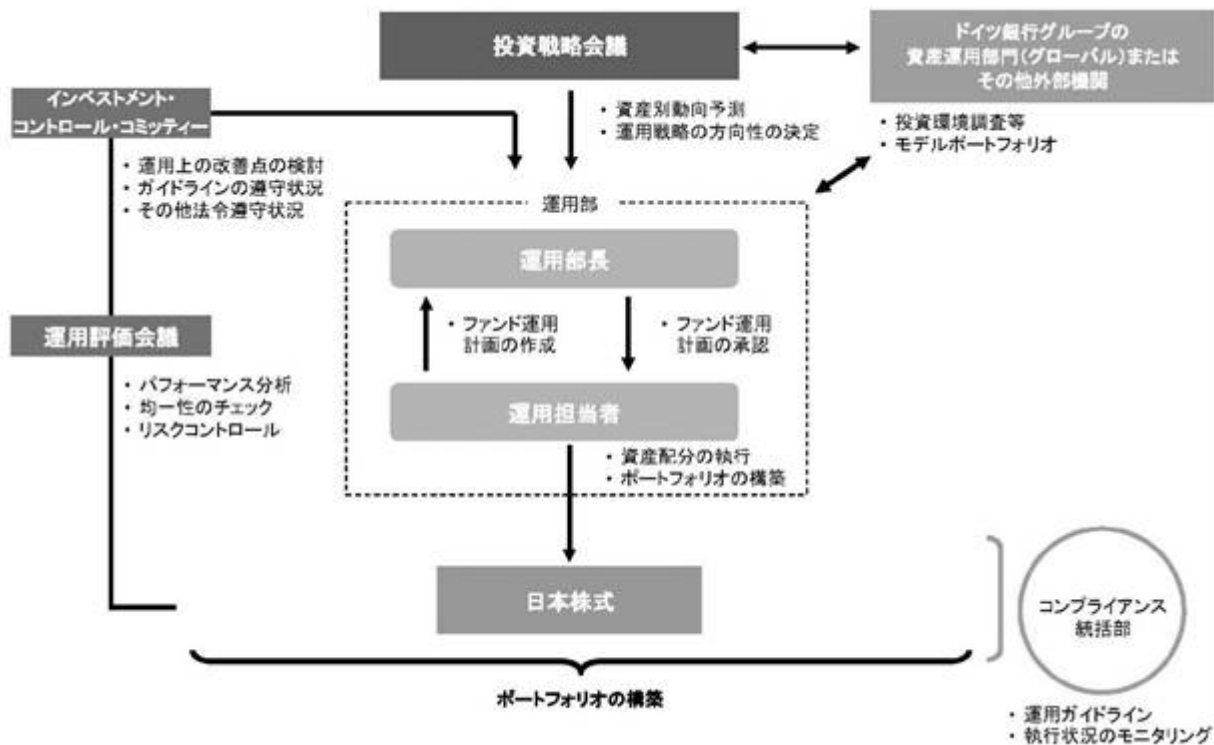 投資戦略会議
ドイツ銀行グループの
資産運用部門(グローバル)または
その他外部機関
インベストメント・
コントロール・コミッティー
・ 資産別動向予測
・ 運用戦略の方向性の決定
・ 投資環境調査等
・ モデルポートフォリオ
・ 運用上の改善点の検討
・ ガイドラインの遵守状況
・ その他法令遵守状況
運用部
運用部長
・ ファンド運用
計画の作成
・ ファンド運用
計画の承認
運用評価会議
・ パフォーマンス分析
・ 均一性のチェック
・ リスクコントロール
運用担当者
・ 資産配分の執行
・ ポートフォリオの構築
日本株式
コンプライアンス
統括部
ポートフォリオの構築
・ 運用ガイドライン
・ 執行状況のモニタリング